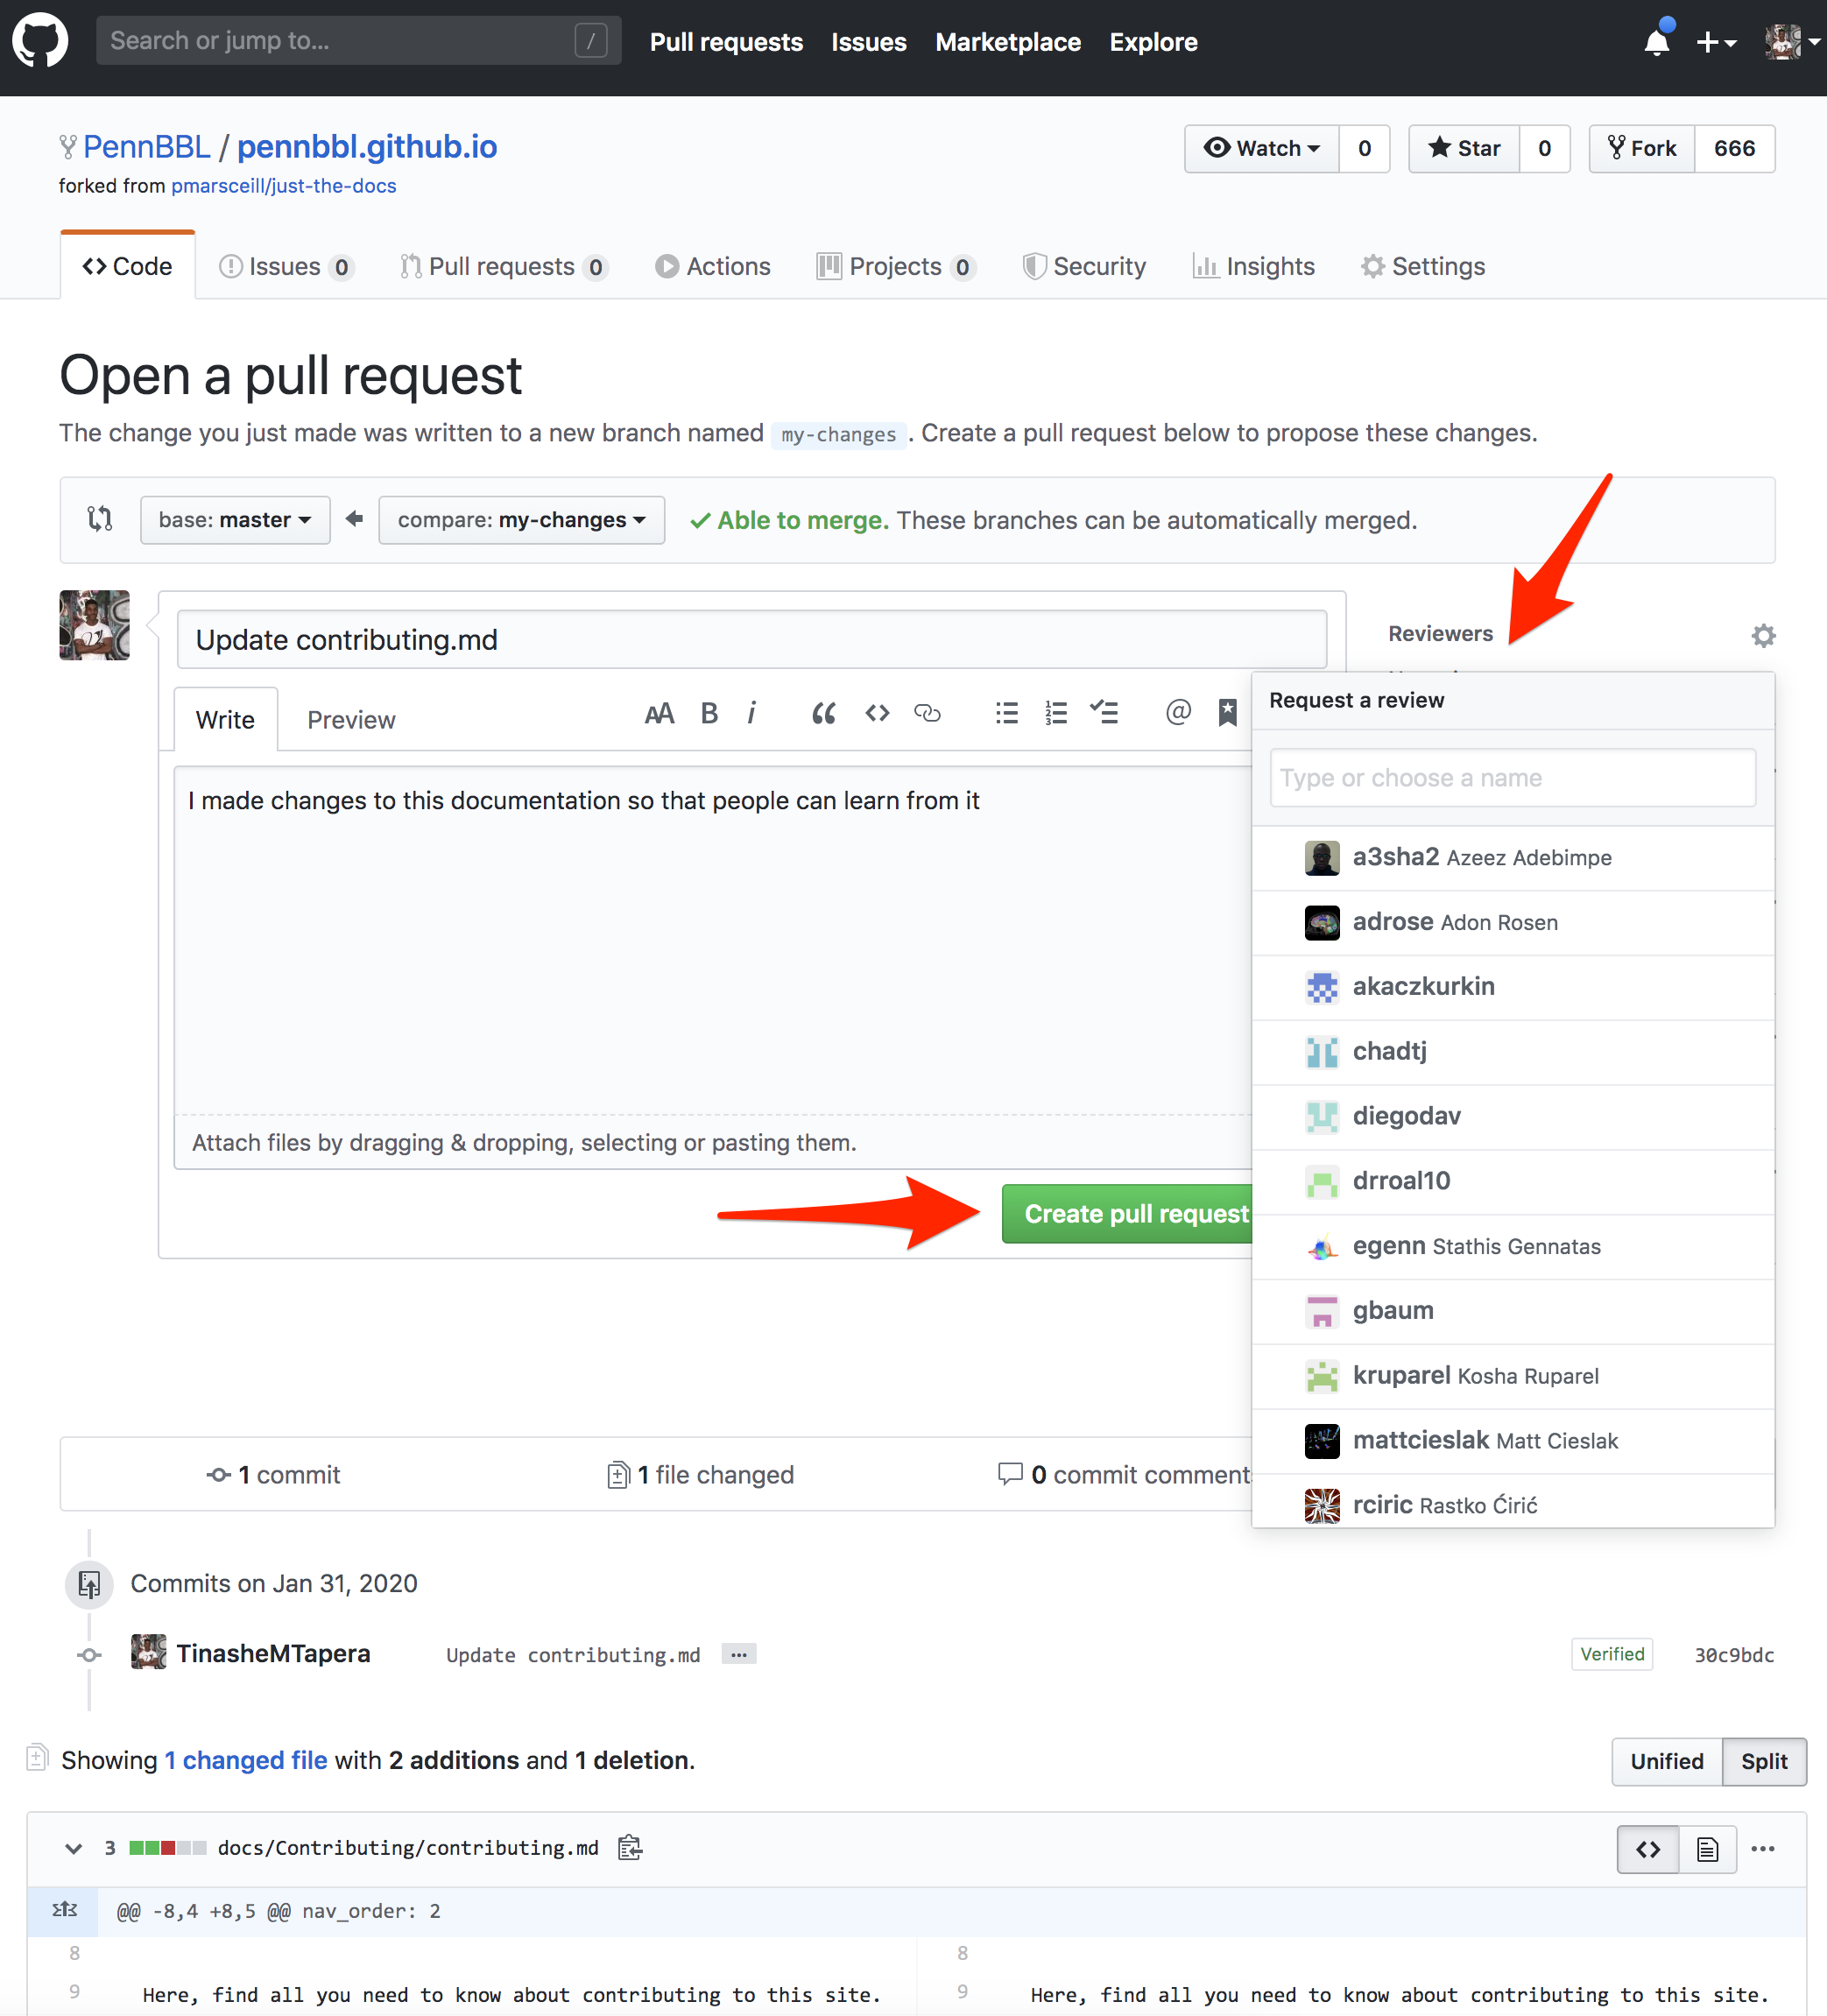 Search or jump to... /
Pull requests Issues Marketplace Explore
PennBBL / pennbbl.github.io
Watch 0 Star 0 Fork 666
forked from pmarsceill/just-the-docs
Code Issues 0 Pull requests 0 Actions Projects 0 Security Insights Settings
Open a pull request
The change you just made was written to a new branch named my-changes . Create a pull request below to propose these changes.
base: master compare: my-changes Able to merge. These branches can be automatically merged.
Update contributing.md
Reviewers
Write Preview
I made changes to this documentation so that people can learn from it
Attach files by dragging & dropping, selecting or pasting them.
Create pull request
Request a review
Type or choose a name
a3sha2 Azeez Adebimpe
adrose Adon Rosen
akaczkurkin
chadtj
diegodav
drroal10
egenn Stathis Gennatas
gbaum
kruparel Kosha Ruparel
mattcieslak Matt Cieslak
rciric Rastko Ćirić
1 commit 1 file changed 0 commit comment
Commits on Jan 31, 2020
TinasheMTapera Update contributing.md ... Verified 30c9bdc
Showing 1 changed file with 2 additions and 1 deletion.
Unified Split
3 docs/Contributing/contributing.md
@@ -8,4 +8,5 @@ nav_order: 2
8 8
9 Here, find all you need to know about contributing to this site. 9 Here, find all you need to know about contributing to this site.